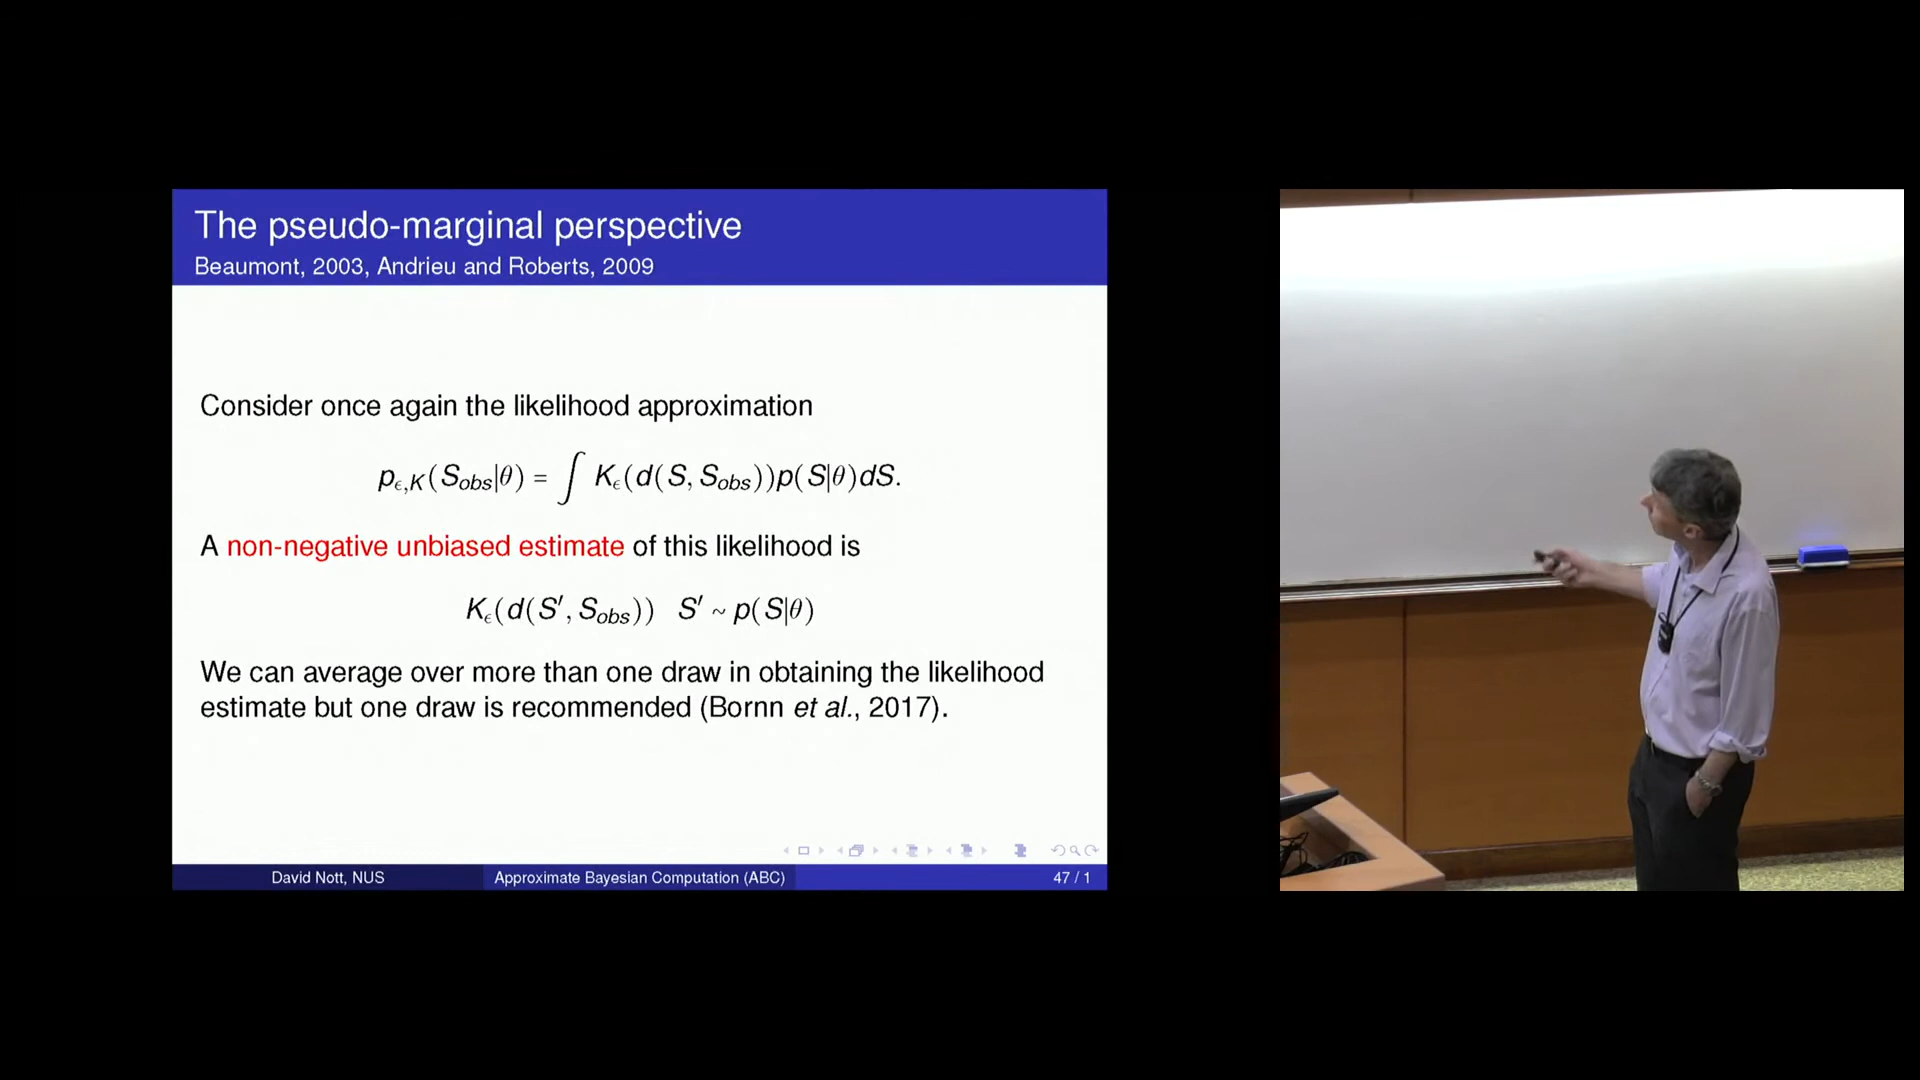 The pseudo-marginal perspective
Beaumont, 2003, Andrieu and Roberts, 2009
Consider once again the likelihood approximation
p_{ϵ,K}(S_{obs}|θ) = ∫ K_ϵ(d(S, S_{obs}))p(S|θ)dS.
A non-negative unbiased estimate of this likelihood is
K_ϵ(d(S′, S_{obs})) S′ ~ p(S|θ)
We can average over more than one draw in obtaining the likelihood
estimate but one draw is recommended (Bornn et al., 2017).
David Nott, NUS Approximate Bayesian Computation (ABC) 47 / 1